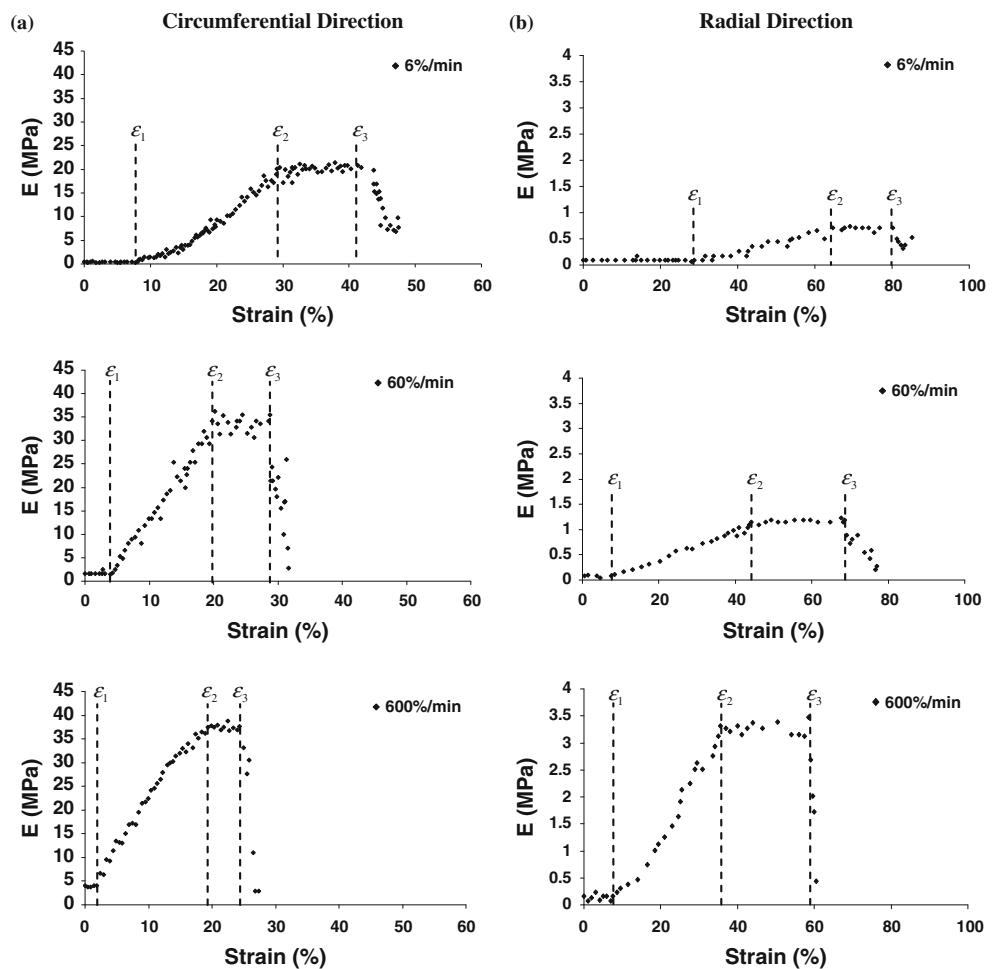 (a) Circumferential Direction
(b) Radial Direction
45
40
35
30
25
20
15
10
5
0
E (MPa)
ε1
ε2
ε3
6%/min
0 10 20 30 40 50 60
Strain (%)
4
3.5
3
2.5
2
1.5
1
0.5
0
E (MPa)
ε1
ε2
ε3
6%/min
0 20 40 60 80 100
Strain (%)
45
40
35
30
25
20
15
10
5
0
E (MPa)
ε1
ε2
ε3
60%/min
0 10 20 30 40 50 60
Strain (%)
4
3.5
3
2.5
2
1.5
1
0.5
0
E (MPa)
ε1
ε2
ε3
60%/min
0 20 40 60 80 100
Strain (%)
45
40
35
30
25
20
15
10
5
0
E (MPa)
ε1
ε2
ε3
600%/min
0 10 20 30 40 50 60
Strain (%)
4
3.5
3
2.5
2
1.5
1
0.5
0
E (MPa)
ε1
ε2
ε3
600%/min
0 20 40 60 80 100
Strain (%)